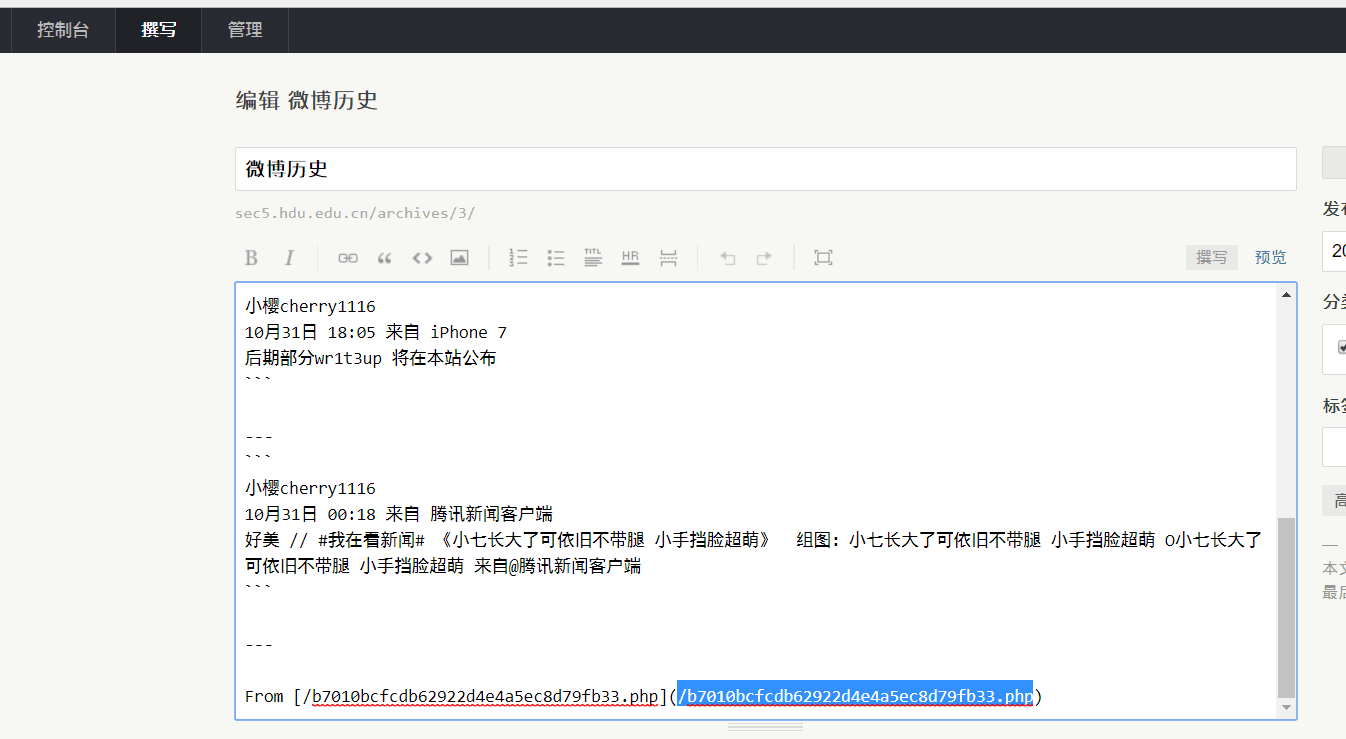 控制台 撰写 管理
编辑 微博历史
微博历史
sec5.hdu.edu.cn/archives/3/
B I TITL HR 撰写 预览
小樱cherry1116
10月31日 18:05 来自 iPhone 7
后期部分wr1t3up 将在本站公布
```
---
```
小樱cherry1116
10月31日 00:18 来自 腾讯新闻客户端
好美 // #我在看新闻# 《小七长大了可依旧不带腿 小手挡脸超萌》 组图: 小七长大了可依旧不带腿 小手挡脸超萌 O小七长大了
可依旧不带腿 小手挡脸超萌 来自@腾讯新闻客户端
```
---
From [/b7010bcfcdb62922d4e4a5ec8d79fb33.php](/b7010bcfcdb62922d4e4a5ec8d79fb33.php)
发布
20
分类
标签
高
—
本文
最后